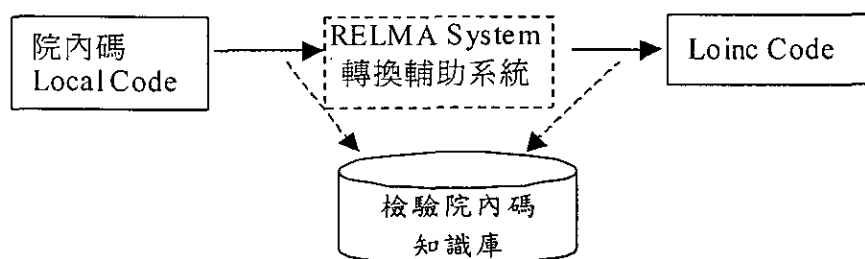 院內碼
Local Code
RELMA System
轉換輔助系統
Loinc Code
檢驗院內碼
知識庫